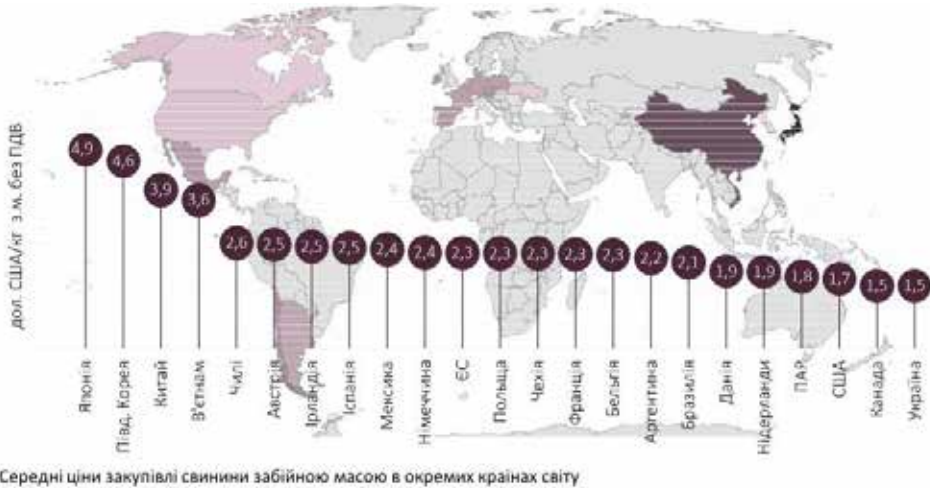 дол. США/кг з.м. без ПДВ
4,9
4,6
3,9
3,6
2,6
2,5
2,5
2,5
2,4
2,4
2,3
2,3
2,3
2,3
2,3
2,2
2,1
1,9
1,9
1,8
1,7
1,5
1,5
Японія
Півд. Корея
Китай
В'єтнам
Чилі
Австрія
Ірландія
Іспанія
Мексика
Німеччина
ЄС
Польща
Чехія
Франція
Бельгія
Аргентина
Бразилія
Данія
Нідерланди
ПАР
США
Канада
Україна
Середні ціни закупівлі свинини забійною масою в окремих країнах світу